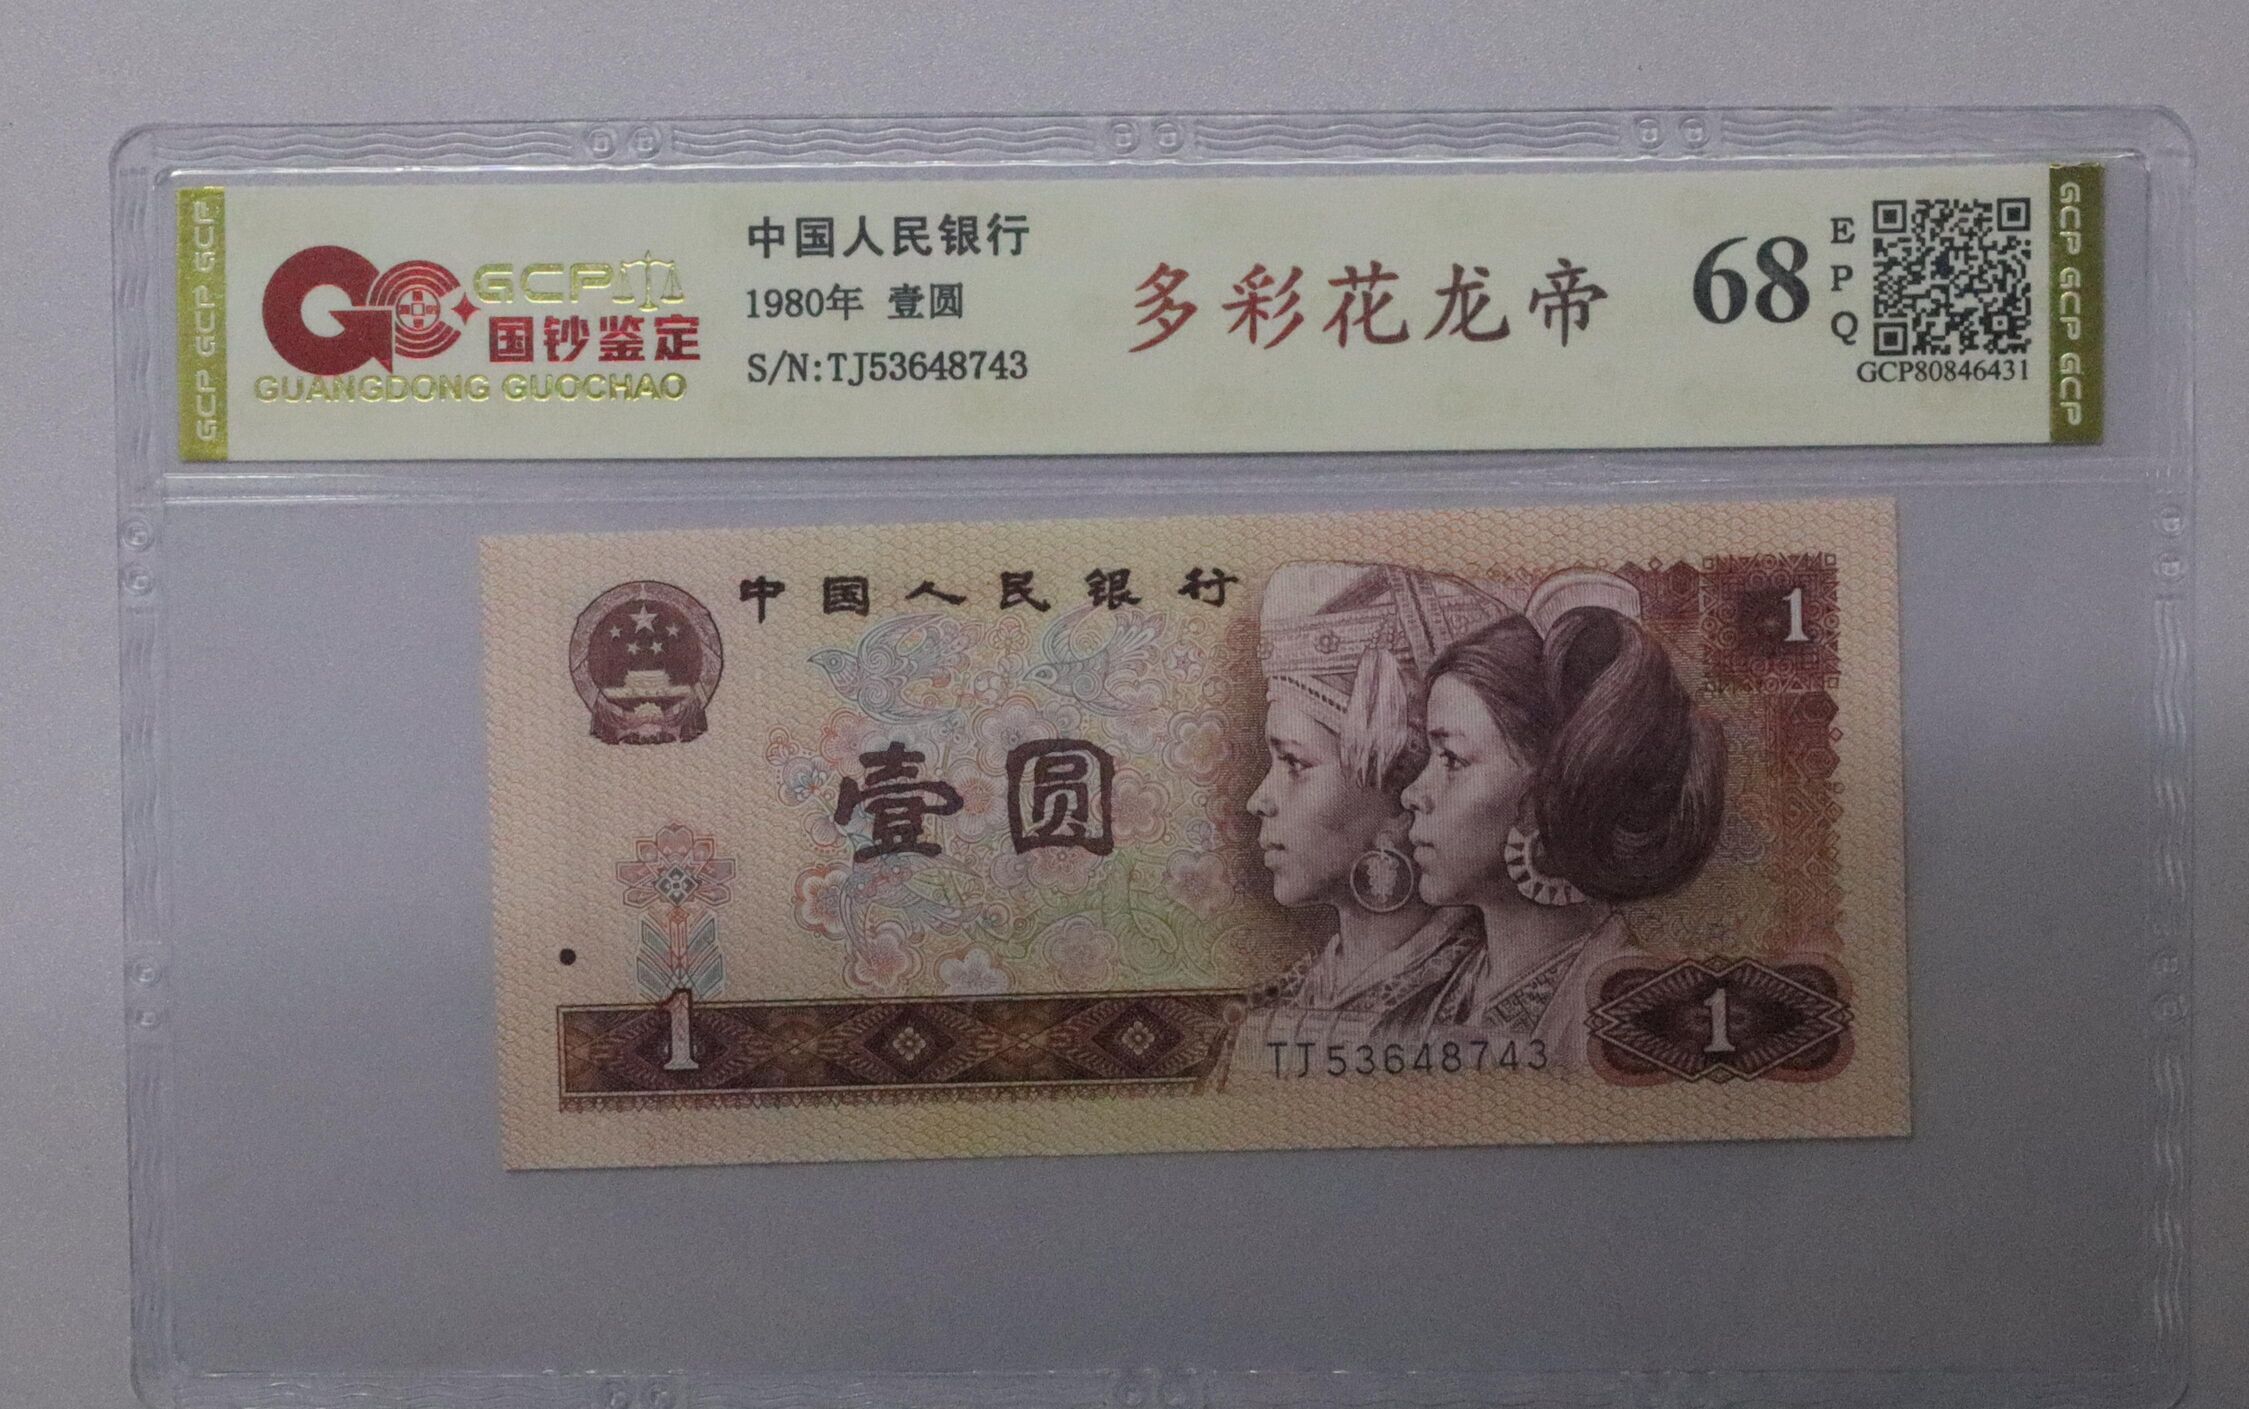 GCP GCP GCP GCP
GCP
国钞鉴定
GUANGDONG GUOCHAO
中国人民银行
1980年 壹圆
S/N:TJ53648743
多彩花龙帝
68
EPQ
GCP80846431
GCP GCP GCP GCP
中国人民银行
1
壹圆
1
1
TJ53648743